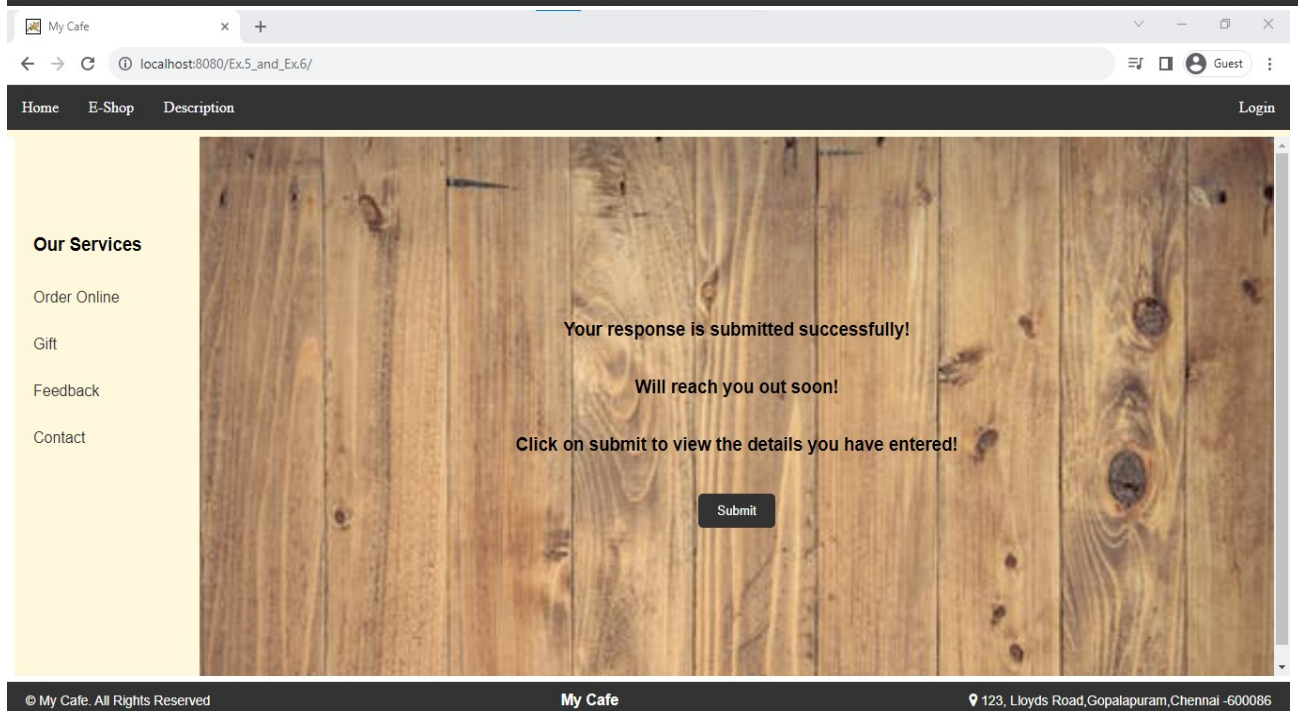 My Cafe
localhost:8080/Ex.5_and_Ex.6/
Guest
Home E-Shop Description Login
Our Services
Order Online
Gift
Feedback
Contact
Your response is submitted successfully!
Will reach you out soon!
Click on submit to view the details you have entered!
Submit
© My Cafe. All Rights Reserved My Cafe 123, Lloyds Road,Gopalapuram,Chennai -600086